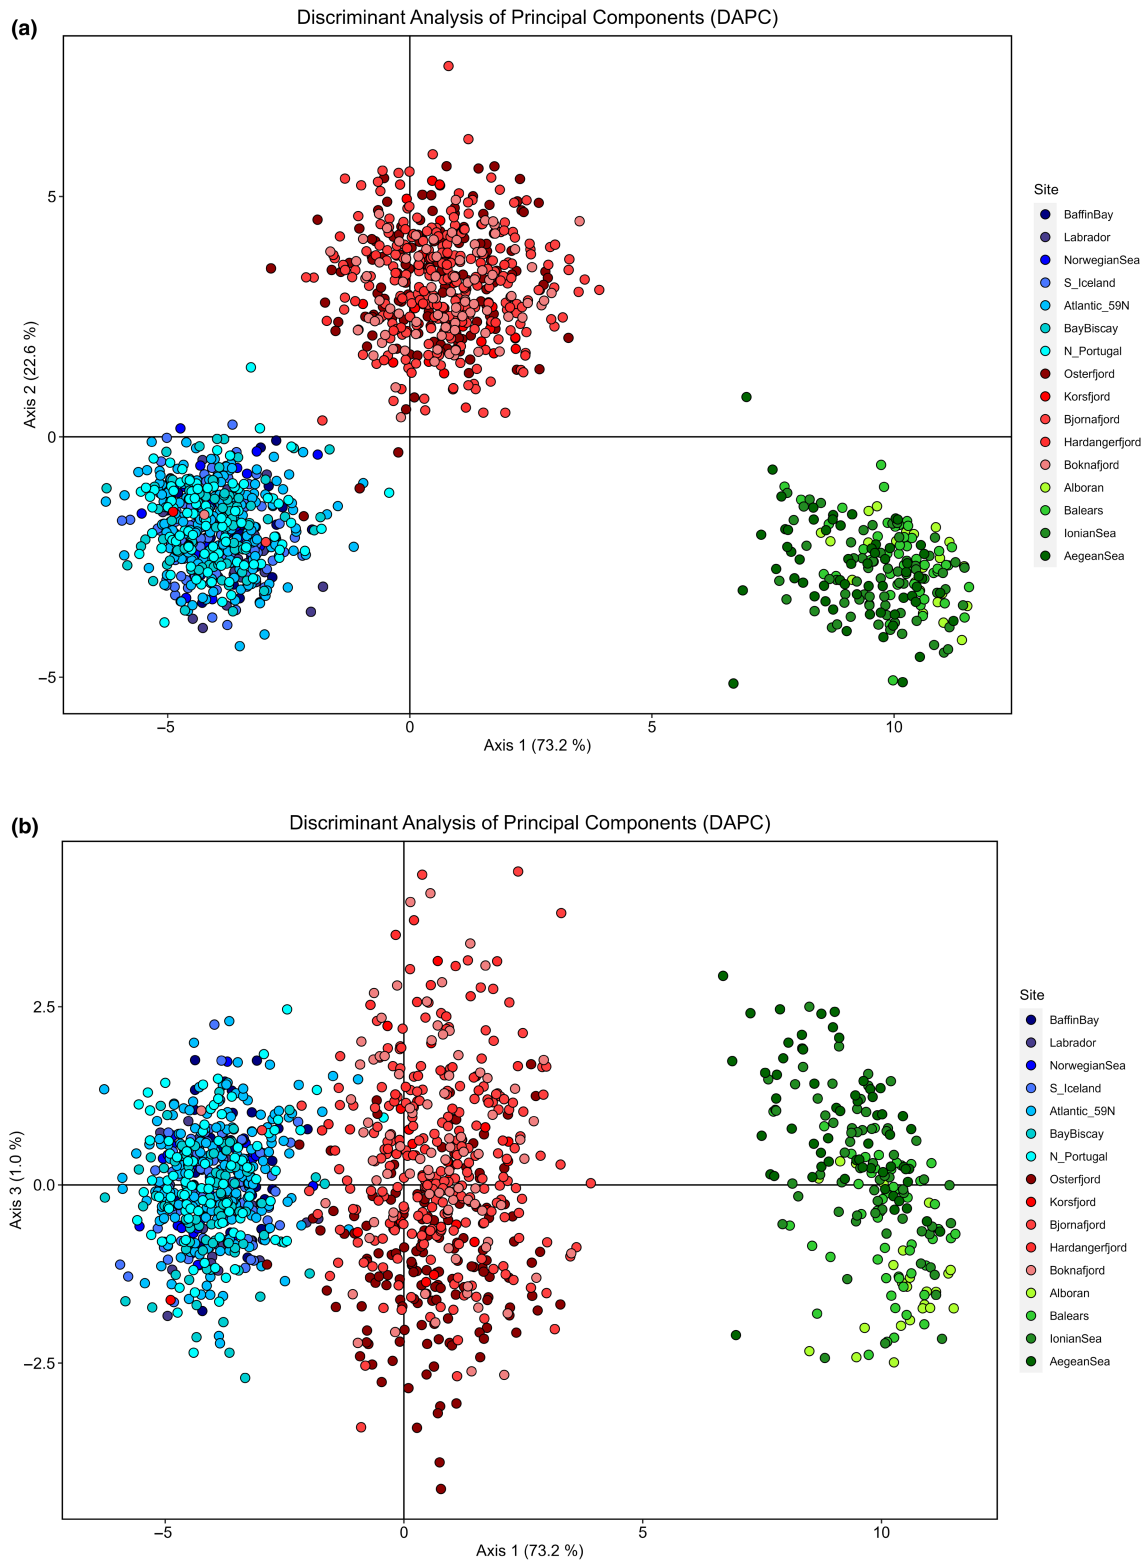 (a)
Discriminant Analysis of Principal Components (DAPC)
5
0
−5
Axis 2 (22.6 %)
−5
0
5
10
Axis 1 (73.2 %)
Site
BaffinBay
Labrador
NorwegianSea
S_Iceland
Atlantic_59N
BayBiscay
N_Portugal
Osterfjord
Korsfjord
Bjornafjord
Hardangerfjord
Boknafjord
Alboran
Balears
IonianSea
AegeanSea
(b)
Discriminant Analysis of Principal Components (DAPC)
2.5
0.0
−2.5
Axis 3 (1.0 %)
−5
0
5
10
Axis 1 (73.2 %)
Site
BaffinBay
Labrador
NorwegianSea
S_Iceland
Atlantic_59N
BayBiscay
N_Portugal
Osterfjord
Korsfjord
Bjornafjord
Hardangerfjord
Boknafjord
Alboran
Balears
IonianSea
AegeanSea